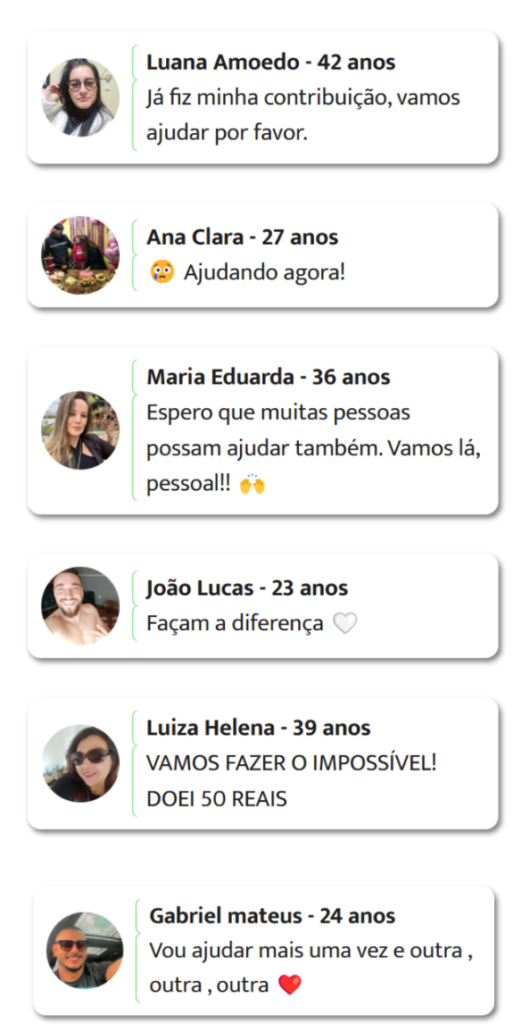 Luana Amoedo - 42 anos
Já fiz minha contribuição, vamos
ajudar por favor.
Ana Clara - 27 anos
😢 Ajudando agora!
Maria Eduarda - 36 anos
Espero que muitas pessoas
possam ajudar também. Vamos lá,
pessoal!! 🙌
João Lucas - 23 anos
Façam a diferença 🤍
Luiza Helena - 39 anos
VAMOS FAZER O IMPOSSÍVEL!
DOEI 50 REAIS
Gabriel mateus - 24 anos
Vou ajudar mais uma vez e outra ,
outra , outra ❤️